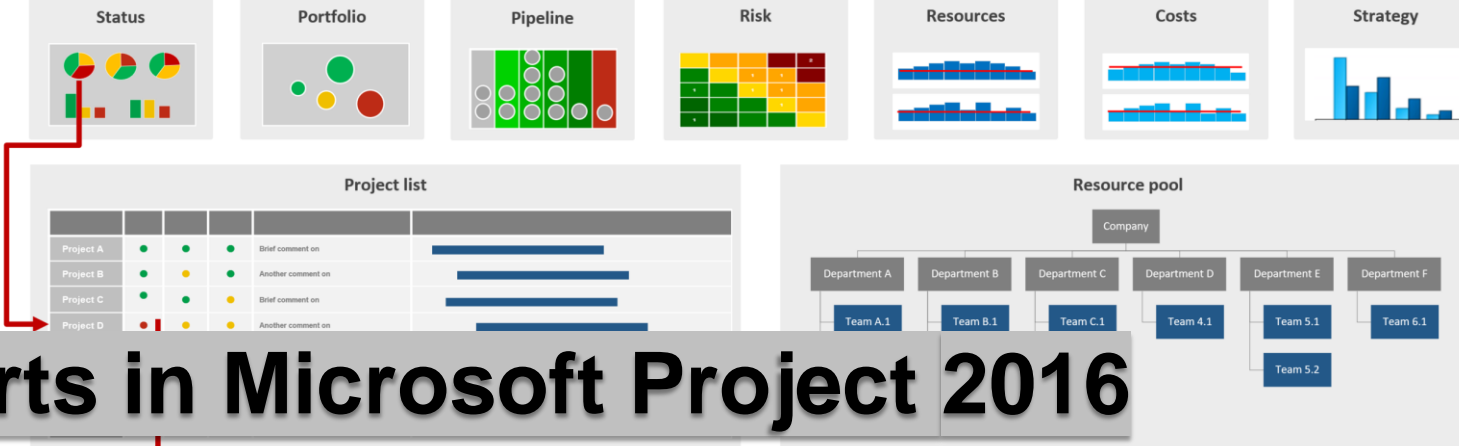 Status
Portfolio
Pipeline
Risk
Resources
Costs
Strategy
Project list
Resource pool
Company
Project A
Brief comment on
Project B
Another comment on
Project C
Brief comment on
Project D
Another comment on
Department A
Department B
Department C
Department D
Department E
Department F
Team A.1
Team B.1
Team C.1
Team 4.1
Team 5.1
Team 6.1
Team 5.2
rts in Microsoft Project 2016